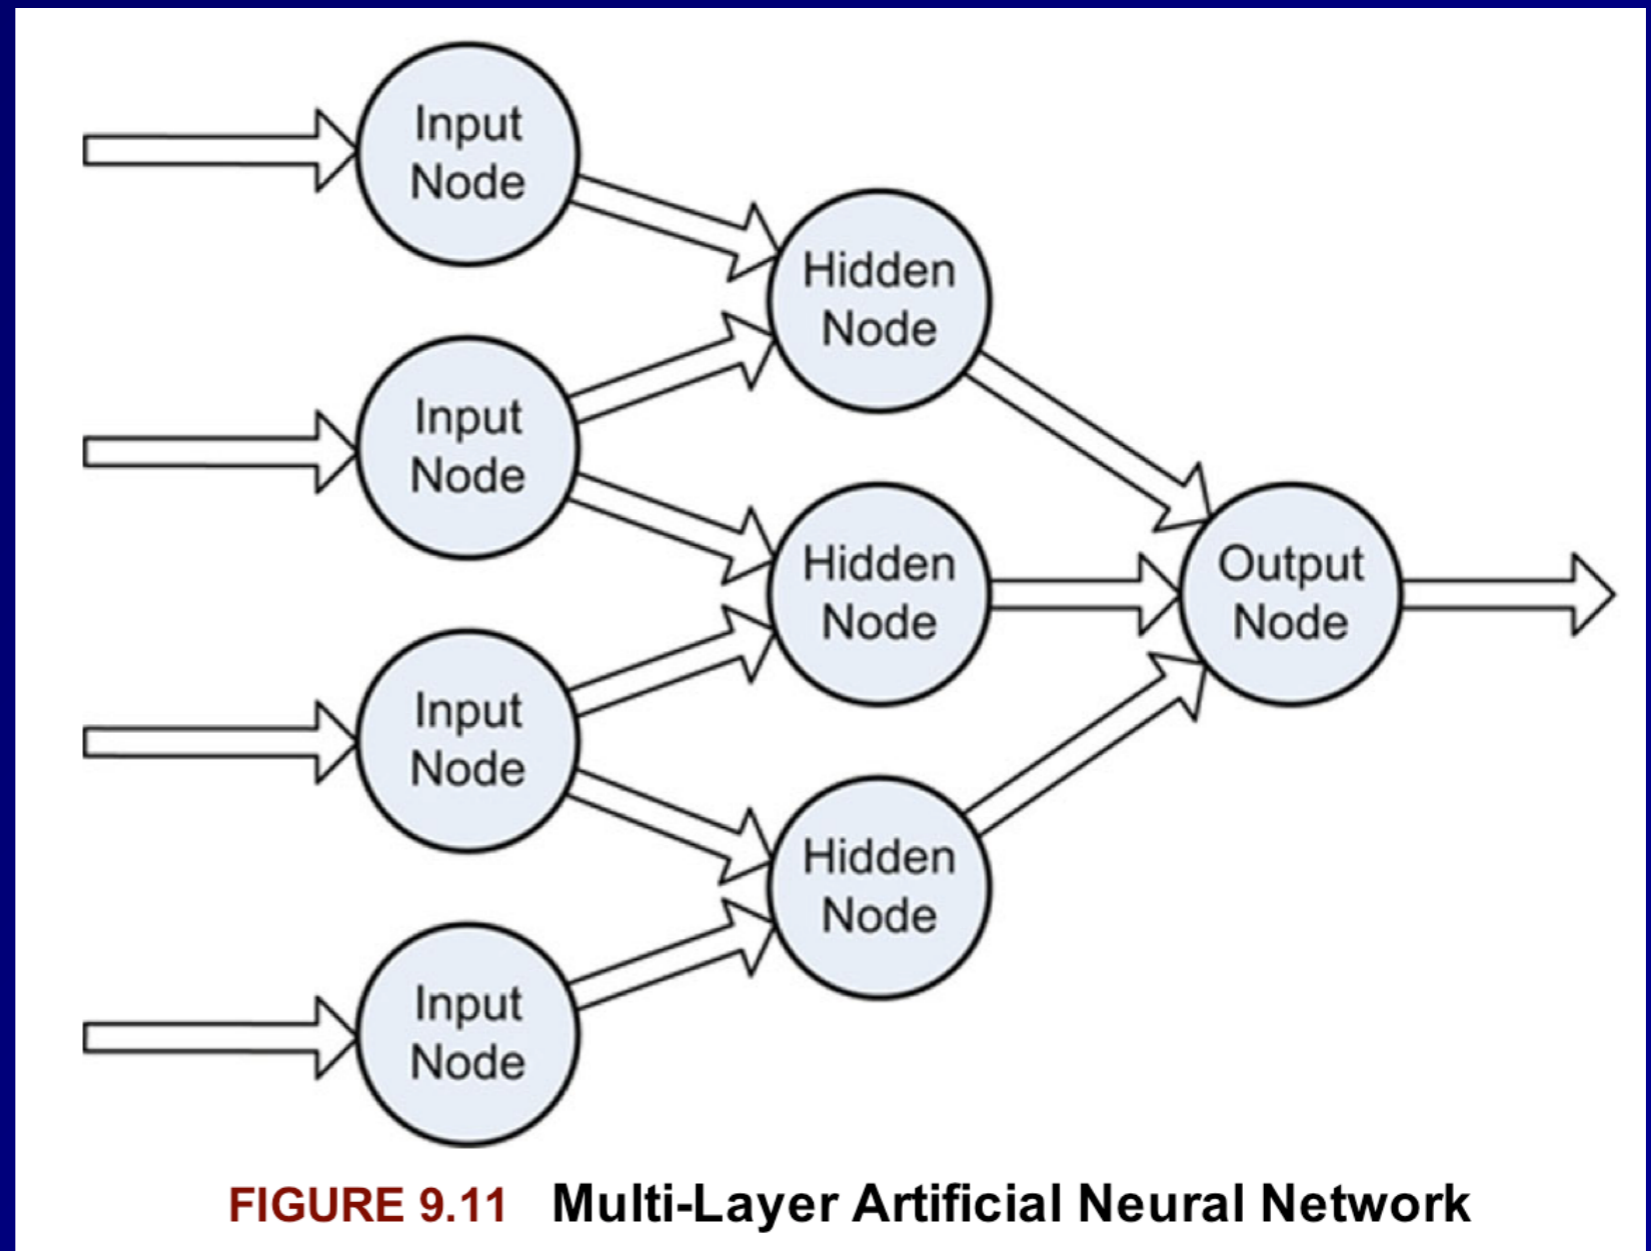 Input
Node
Input
Node
Input
Node
Input
Node
Hidden
Node
Hidden
Node
Hidden
Node
Output
Node
FIGURE 9.11 Multi-Layer Artificial Neural Network